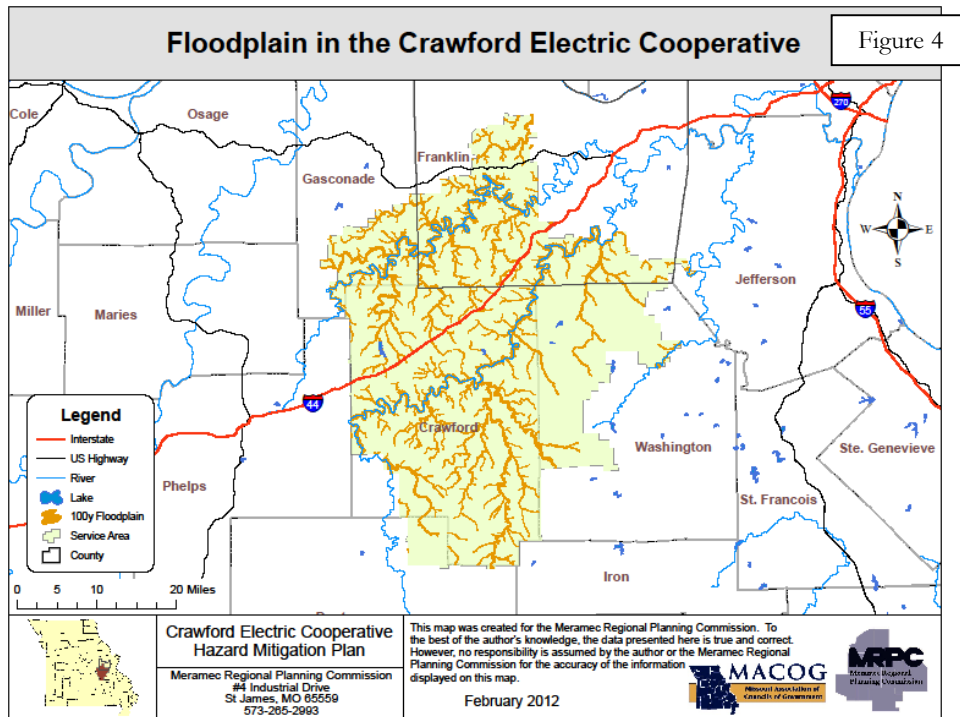 Floodplain in the Crawford Electric Cooperative
Figure 4
Cole
Osage
270
Franklin
Gasconade
N
W E
S
Jefferson
Miller
Maries
55
44
Legend
Interstate
US Highway
River
Lake
100y Floodplain
Service Area
County
Crawford
Washington
Ste. Genevieve
Phelps
St. Francois
Iron
0 5 10 20 Miles
Crawford Electric Cooperative
Hazard Mitigation Plan
Meramec Regional Planning Commission
#4 Industrial Drive
St James, MO 65559
573-265-2993
This map was created for the Meramec Regional Planning Commission. To
the best of the author's knowledge, the data presented here is true and correct.
However, no responsibility is assumed by the author or the Meramec Regional
Planning Commission for the accuracy of the information
displayed on this map.
February 2012
MACOG
Missouri Association of
Councils of Government
MRPC
Meramec Regional
Planning Commission